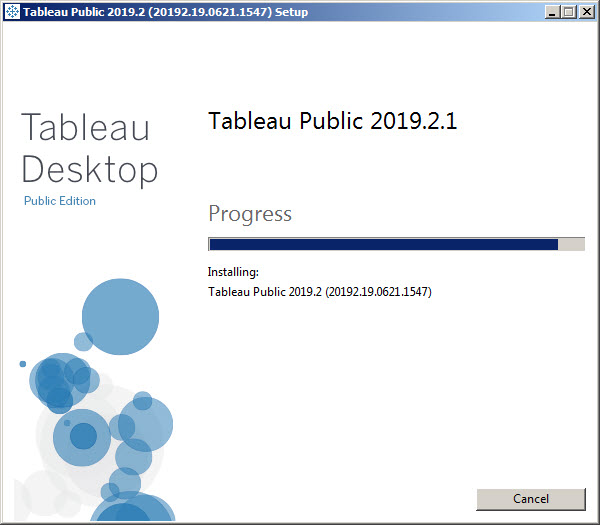 Tableau Public 2019.2 (20192.19.0621.1547) Setup
Tableau
Desktop
Public Edition
Tableau Public 2019.2.1
Progress
Installing:
Tableau Public 2019.2 (20192.19.0621.1547)
Cancel